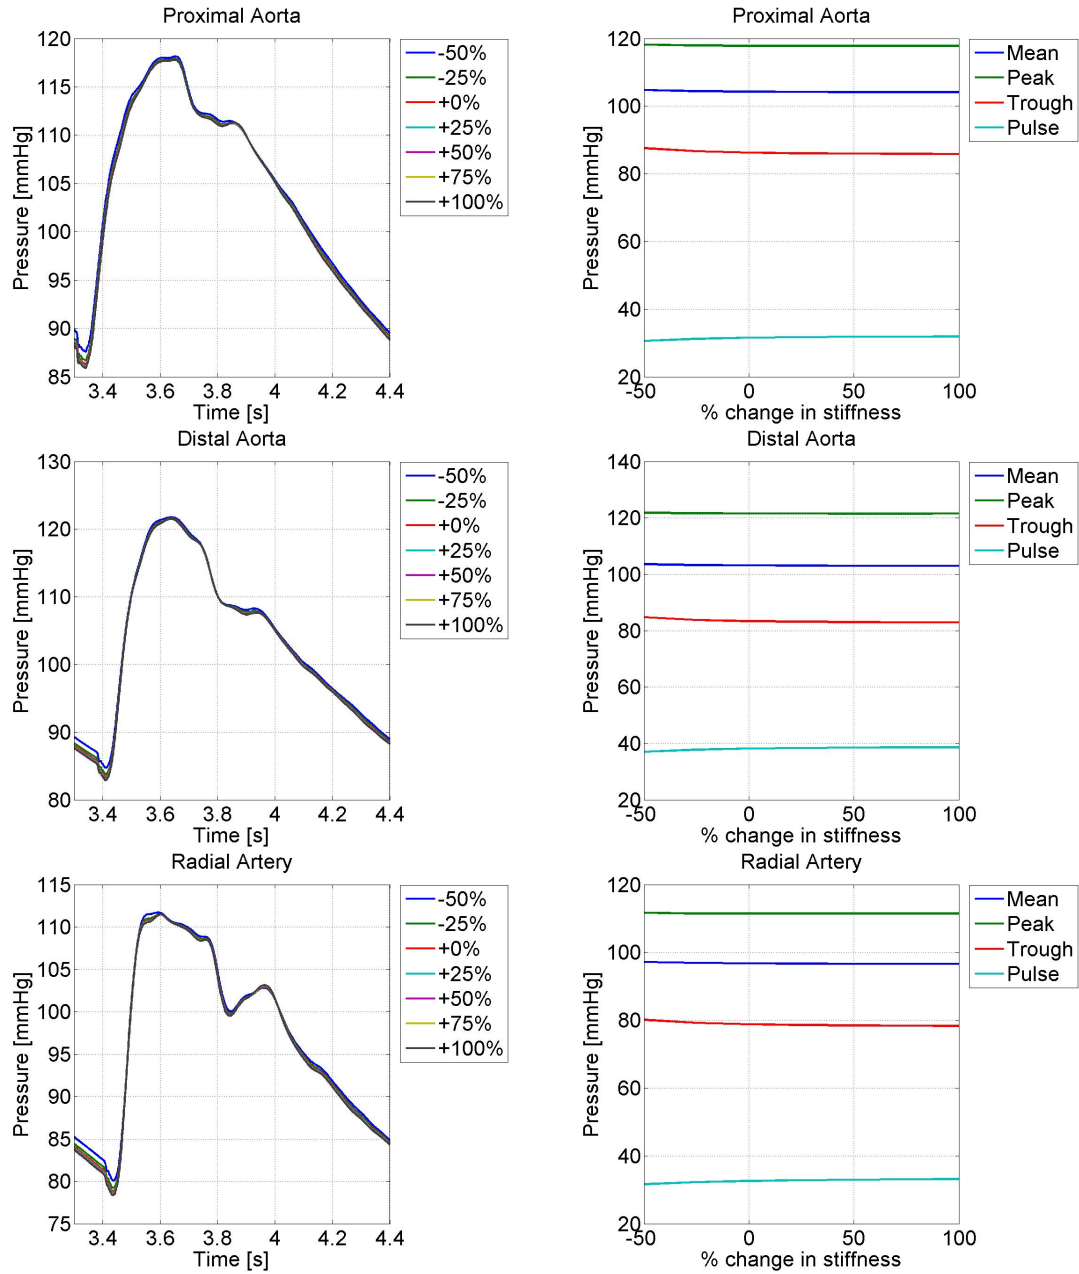 Proximal Aorta
Pressure [mmHg]
120
115
110
105
100
95
90
85
3.4 3.6 3.8 4 4.2 4.4
Time [s]
-50%
-25%
+0%
+25%
+50%
+75%
+100%
Proximal Aorta
Pressure [mmHg]
120
100
80
60
40
20
-50 0 50 100
% change in stiffness
Mean
Peak
Trough
Pulse
Distal Aorta
Pressure [mmHg]
130
120
110
100
90
80
3.4 3.6 3.8 4 4.2 4.4
Time [s]
-50%
-25%
+0%
+25%
+50%
+75%
+100%
Distal Aorta
Pressure [mmHg]
140
120
100
80
60
40
20
-50 0 50 100
% change in stiffness
Mean
Peak
Trough
Pulse
Radial Artery
Pressure [mmHg]
115
110
105
100
95
90
85
80
75
3.4 3.6 3.8 4 4.2 4.4
Time [s]
-50%
-25%
+0%
+25%
+50%
+75%
+100%
Radial Artery
Pressure [mmHg]
120
100
80
60
40
20
-50 0 50 100
% change in stiffness
Mean
Peak
Trough
Pulse